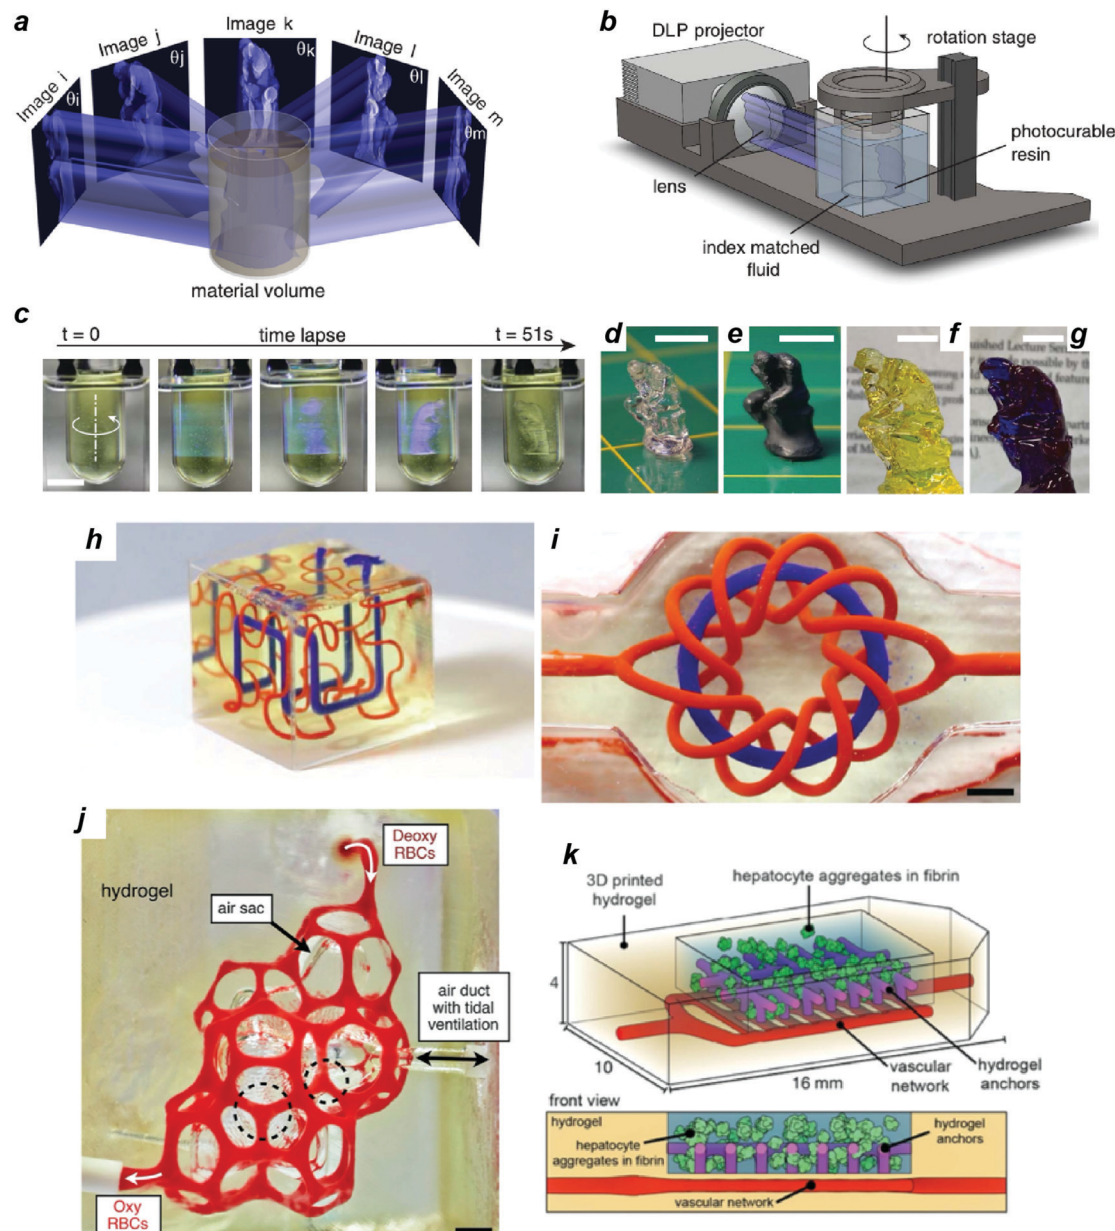 a
Image i
θi
Image j
θj
Image k
θk
Image l
θl
Image m
θm
material volume
b
DLP projector
rotation stage
photocurable
resin
lens
index matched
fluid
c
t = 0
time lapse
t = 51s
d
e
f
g
h
i
j
hydrogel
Deoxy
RBCs
air sac
air duct
with tidal
ventilation
Oxy
RBCs
k
3D printed
hydrogel
hepatocyte aggregates in fibrin
4
10
16 mm
vascular
network
hydrogel
anchors
front view
hydrogel
hepatocyte
aggregates in fibrin
hydrogel
anchors
vascular network